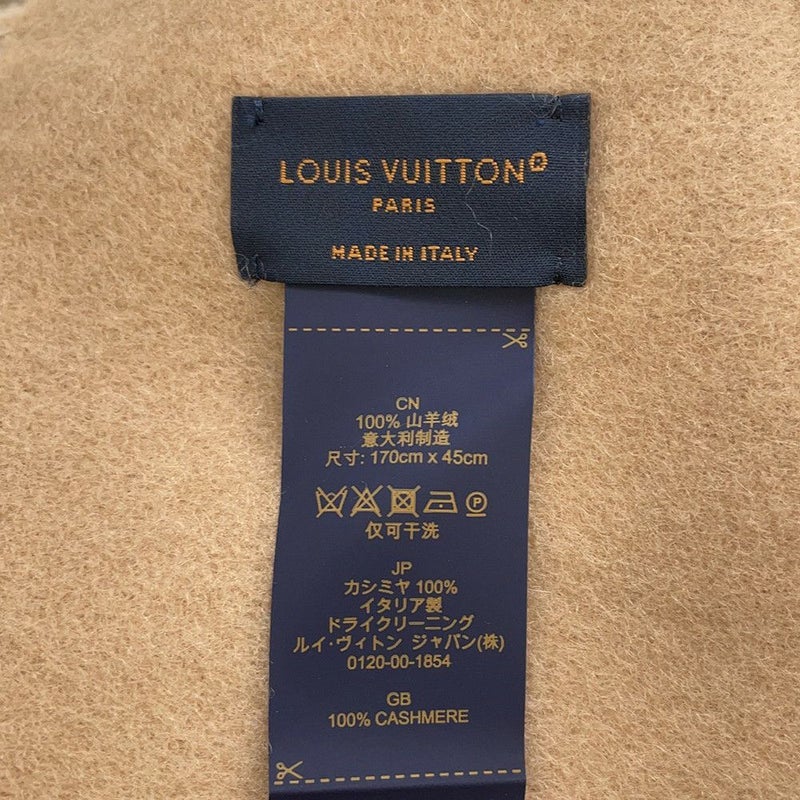 LOUIS VUITTON®
PARIS
MADE IN ITALY
CN
100% 山羊绒
意大利制造
尺寸: 170cm x 45cm
P
仅可干洗
JP
カシミヤ 100%
イタリア製
ドライクリーニング
ルイ·ヴィトン ジャパン(株)
0120-00-1854
GB
100% CASHMERE